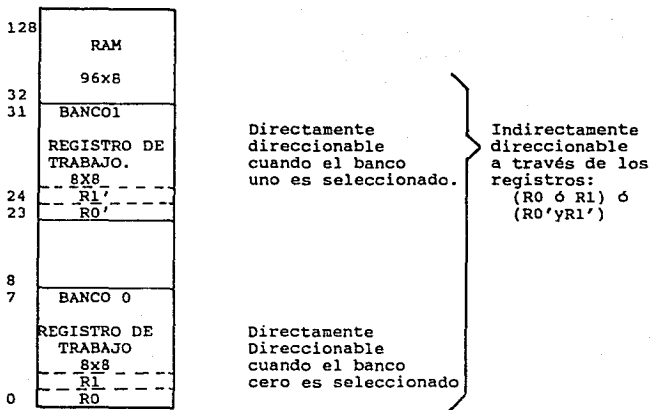 128
RAM
96x8
32
31 BANCO1
REGISTRO DE
TRABAJO.
8X8
24 R1'
23 R0'
8
7 BANCO 0
REGISTRO DE
TRABAJO
8x8
R1
0 R0
Directamente
direccionable
cuando el banco
uno es seleccionado.
Directamente
Direccionable
cuando el banco
cero es seleccionado
Indirectamente
direccionable
a través de los
registros:
(R0 ó R1) ó
(R0'yR1')